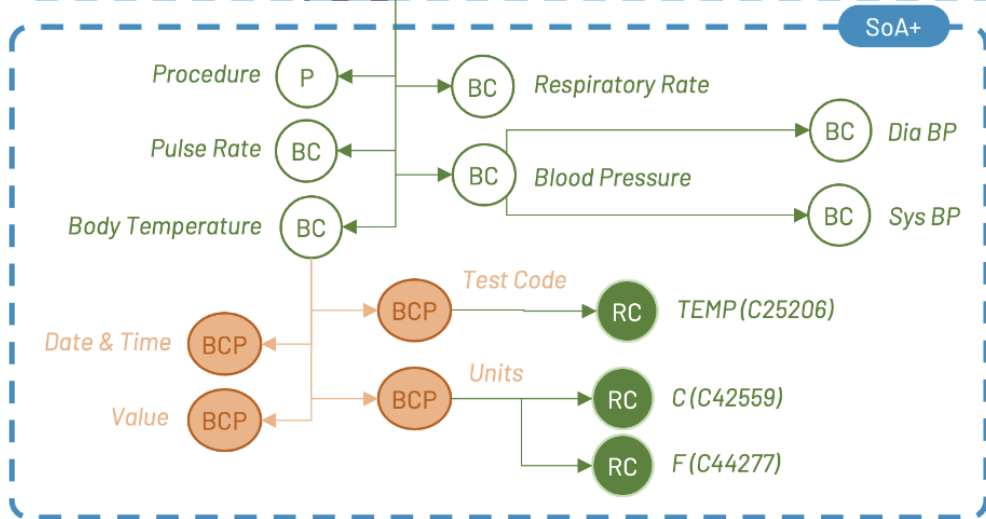 SoA+
Procedure
P
BC
Respiratory Rate
Pulse Rate
BC
BC
Dia BP
BC
Blood Pressure
Body Temperature
BC
BC
Sys BP
Test Code
BCP
RC
TEMP (C25206)
Date & Time
BCP
Units
BCP
RC
C (C42559)
Value
BCP
RC
F (C44277)